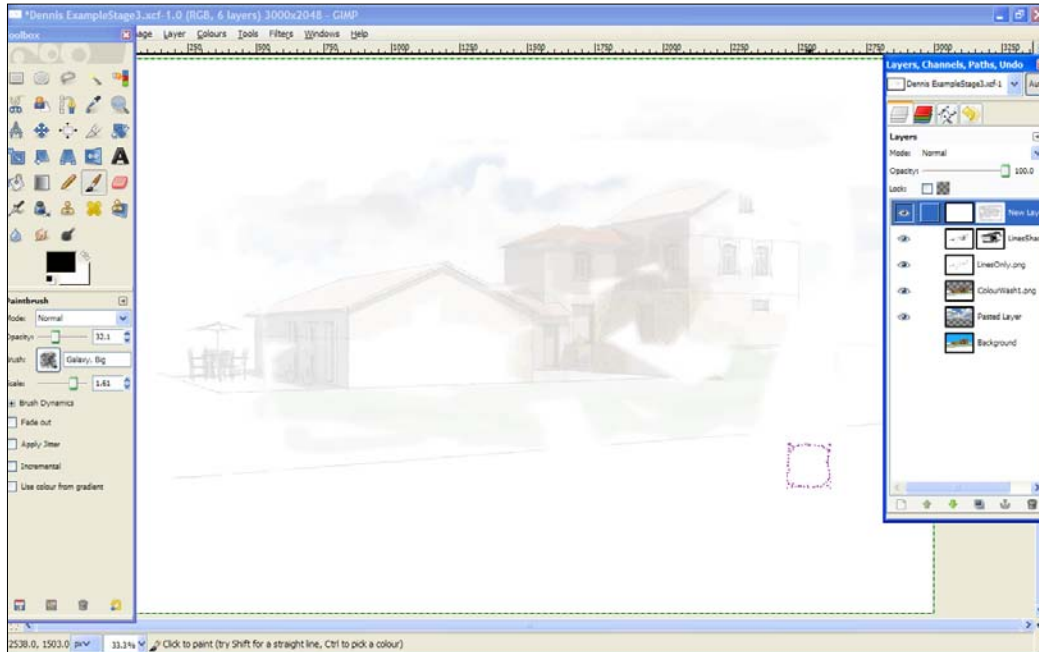 *Dennis ExampleStage3.xcf-1.0 (RGB, 6 layers) 3000x2048 - GIMP
oolbox
age Layer Colours Tools Filters Windows Help
250 500 750 1000 1250 1500 1750 2000 2250 2500 2750 3000 3250
Layers, Channels, Paths, Undo
Dennis ExampleStage3.xcf-1
Au
Layers
Mode: Normal
Opacity: 100.0
Lock:
New Lay
LinesShad
LinesOnly.png
ColourWash1.png
Pasted Layer
Background
Paintbrush
Mode: Normal
Opacity: 32.1
Brush: Galaxy, Big
Scale: 1.61
Brush Dynamics
Fade out
Apply Jitter
Incremental
Use colour from gradient
2538.0, 1503.0 px 33.3% Click to paint (try Shift for a straight line, Ctrl to pick a colour)